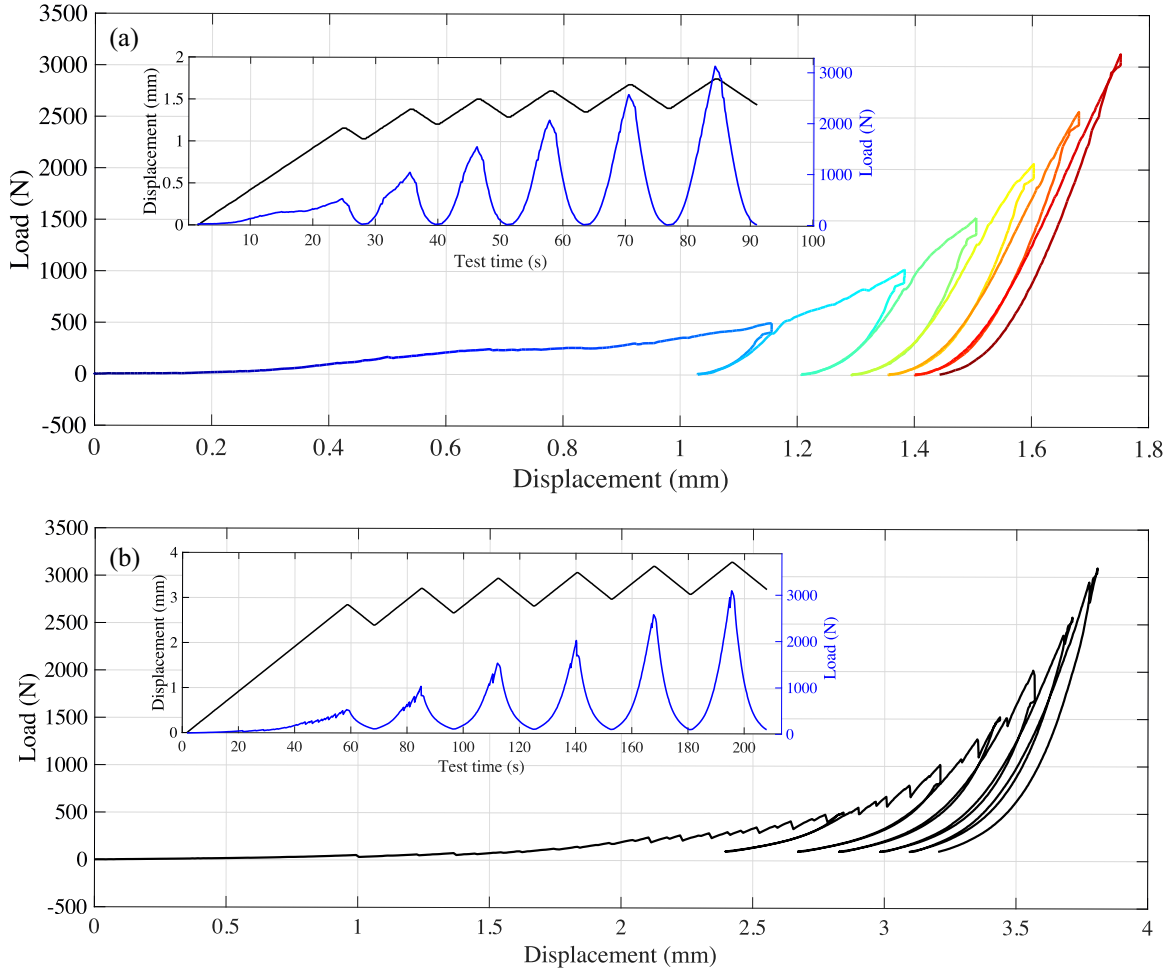 (a)
3500
3000
2500
2000
1500
1000
500
0
-500
Load (N)
0 0.2 0.4 0.6 0.8 1 1.2 1.4 1.6 1.8
Displacement (mm)
2
1.5
1
0.5
0
Displacement (mm)
10 20 30 40 50 60 70 80 90 100
Test time (s)
3000
2000
1000
0
Load (N)
(b)
3500
3000
2500
2000
1500
1000
500
0
-500
Load (N)
0 0.5 1 1.5 2 2.5 3 3.5 4
Displacement (mm)
4
3
2
1
0
Displacement (mm)
0 20 40 60 80 100 120 140 160 180 200
Test time (s)
3000
2000
1000
0
Load (N)